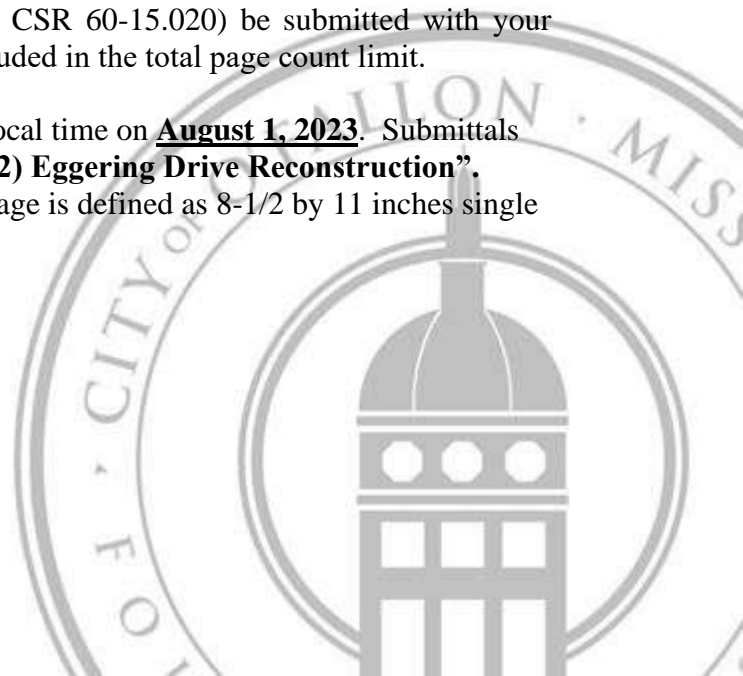 CSR 60-15.020) be submitted with your
uded in the total page count limit.
ocal time on August 1, 2023. Submittals
2) Eggering Drive Reconstruction”.
age is defined as 8-1/2 by 11 inches single
· CITY OF O'FALLON · MISS
FO